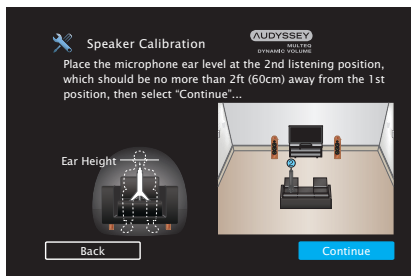 Speaker Calibration
AUDYSSEY
MULTEQ
DYNAMIC VOLUME
Place the microphone ear level at the 2nd listening position,
which should be no more than 2ft (60cm) away from the 1st
position, then select “Continue”...
2
Ear Height
Back
Continue